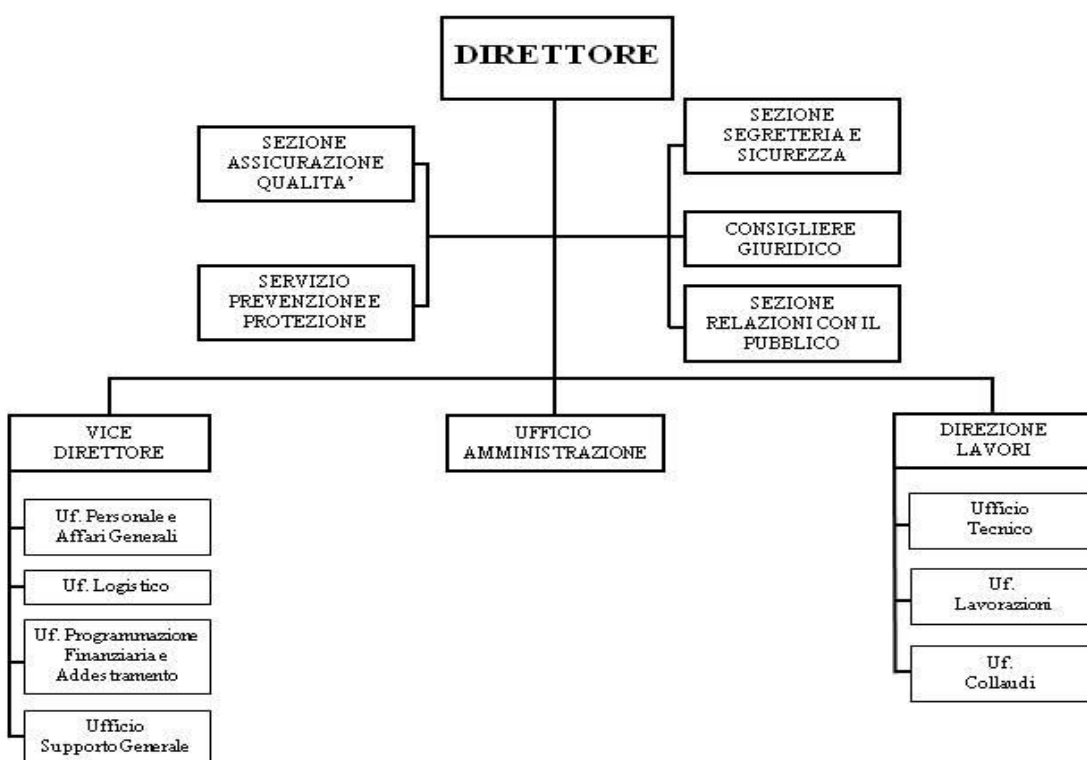 DIRETTORE
SEZIONE
ASSICURAZIONE
QUALITA'
SEZIONE
SEGRETERIA E
SICUREZZA
CONSIGLIERE
GIURIDICO
SERVIZIO
PREVENZIONE E
PROTEZIONE
SEZIONE
RELAZIONI CON IL
PUBBLICO
VICE
DIRETTORE
UFFICIO
AMMINISTRAZIONE
DIREZIONE
LAVORI
Uf. Personale e
Affari Generali
Uf. Logistico
Uf. Programmazione
Finanziaria e
Addestramento
Ufficio
Supporto Generale
Ufficio
Tecnico
Uf.
Lavorazioni
Uf.
Collaudi